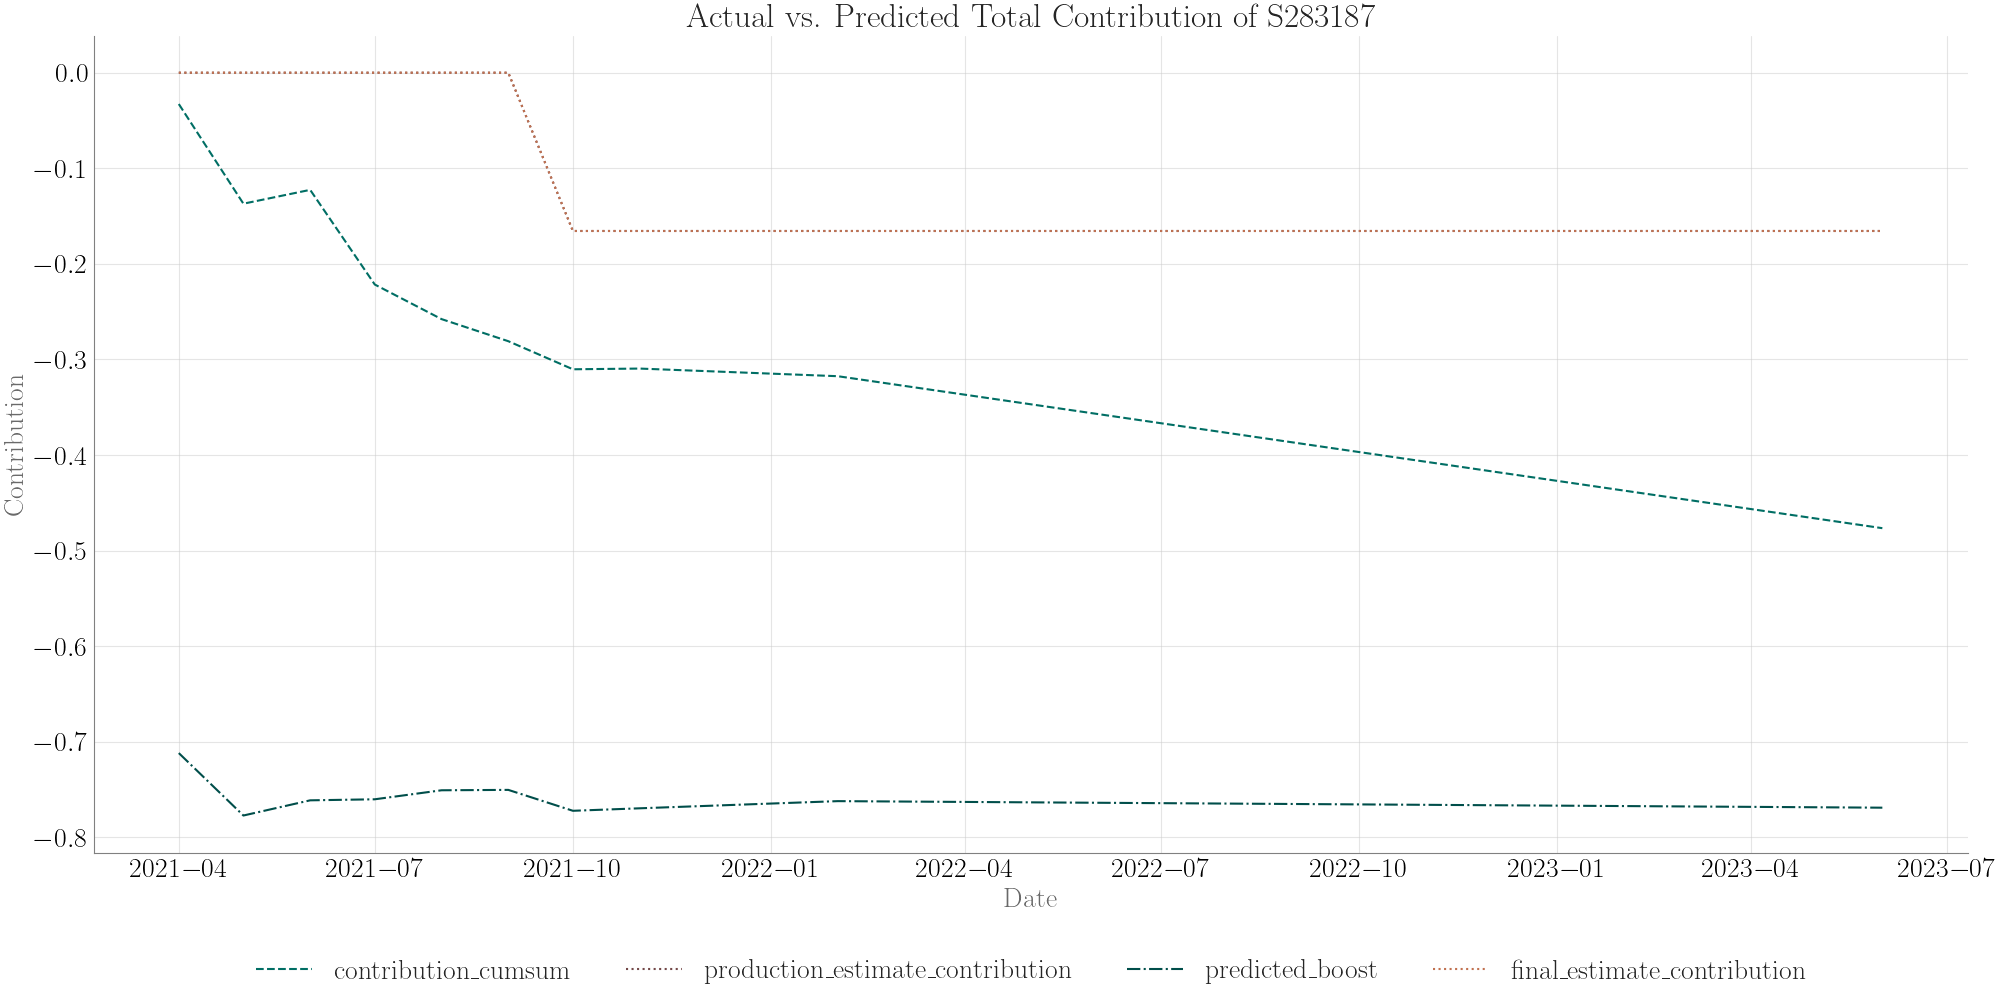 Actual vs. Predicted Total Contribution of S283187
0.0
−0.1
−0.2
−0.3
−0.4
−0.5
−0.6
−0.7
−0.8
Contribution
2021−04 2021−07 2021−10 2022−01 2022−04 2022−07 2022−10 2023−01 2023−04 2023−07
Date
contribution_cumsum production_estimate_contribution predicted_boost final_estimate_contribution